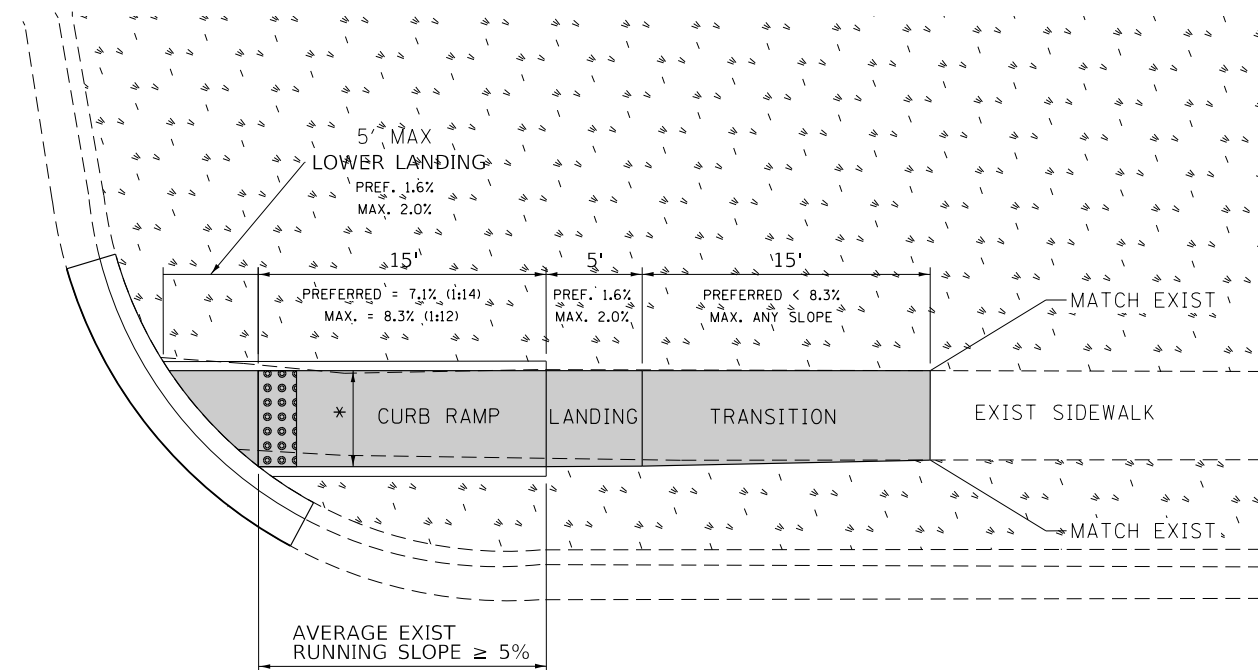 5' MAX
LOWER LANDING
PREF. 1.6%
MAX. 2.0%
15'
5'
15'
PREFERRED = 7.1% (1:14)
MAX. = 8.3% (1:12)
PREF. 1.6%
MAX. 2.0%
PREFERRED < 8.3%
MAX. ANY SLOPE
MATCH EXIST
*
CURB RAMP
LANDING
TRANSITION
EXIST SIDEWALK
MATCH EXIST
AVERAGE EXIST
RUNNING SLOPE ≥ 5%